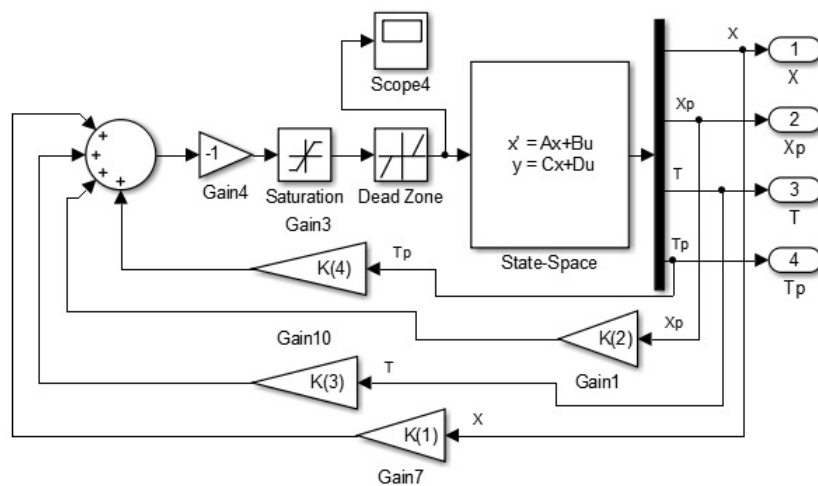 X
1
X
Scope4
Xp
2
Xp
+
+
+
+
-1
Gain4
Saturation
Dead Zone
x' = Ax+Bu
y = Cx+Du
State-Space
T
3
T
Gain3
Tp
4
Tp
K(4)
Tp
Gain10
K(2)
Xp
Gain1
K(3)
T
K(1)
X
Gain7